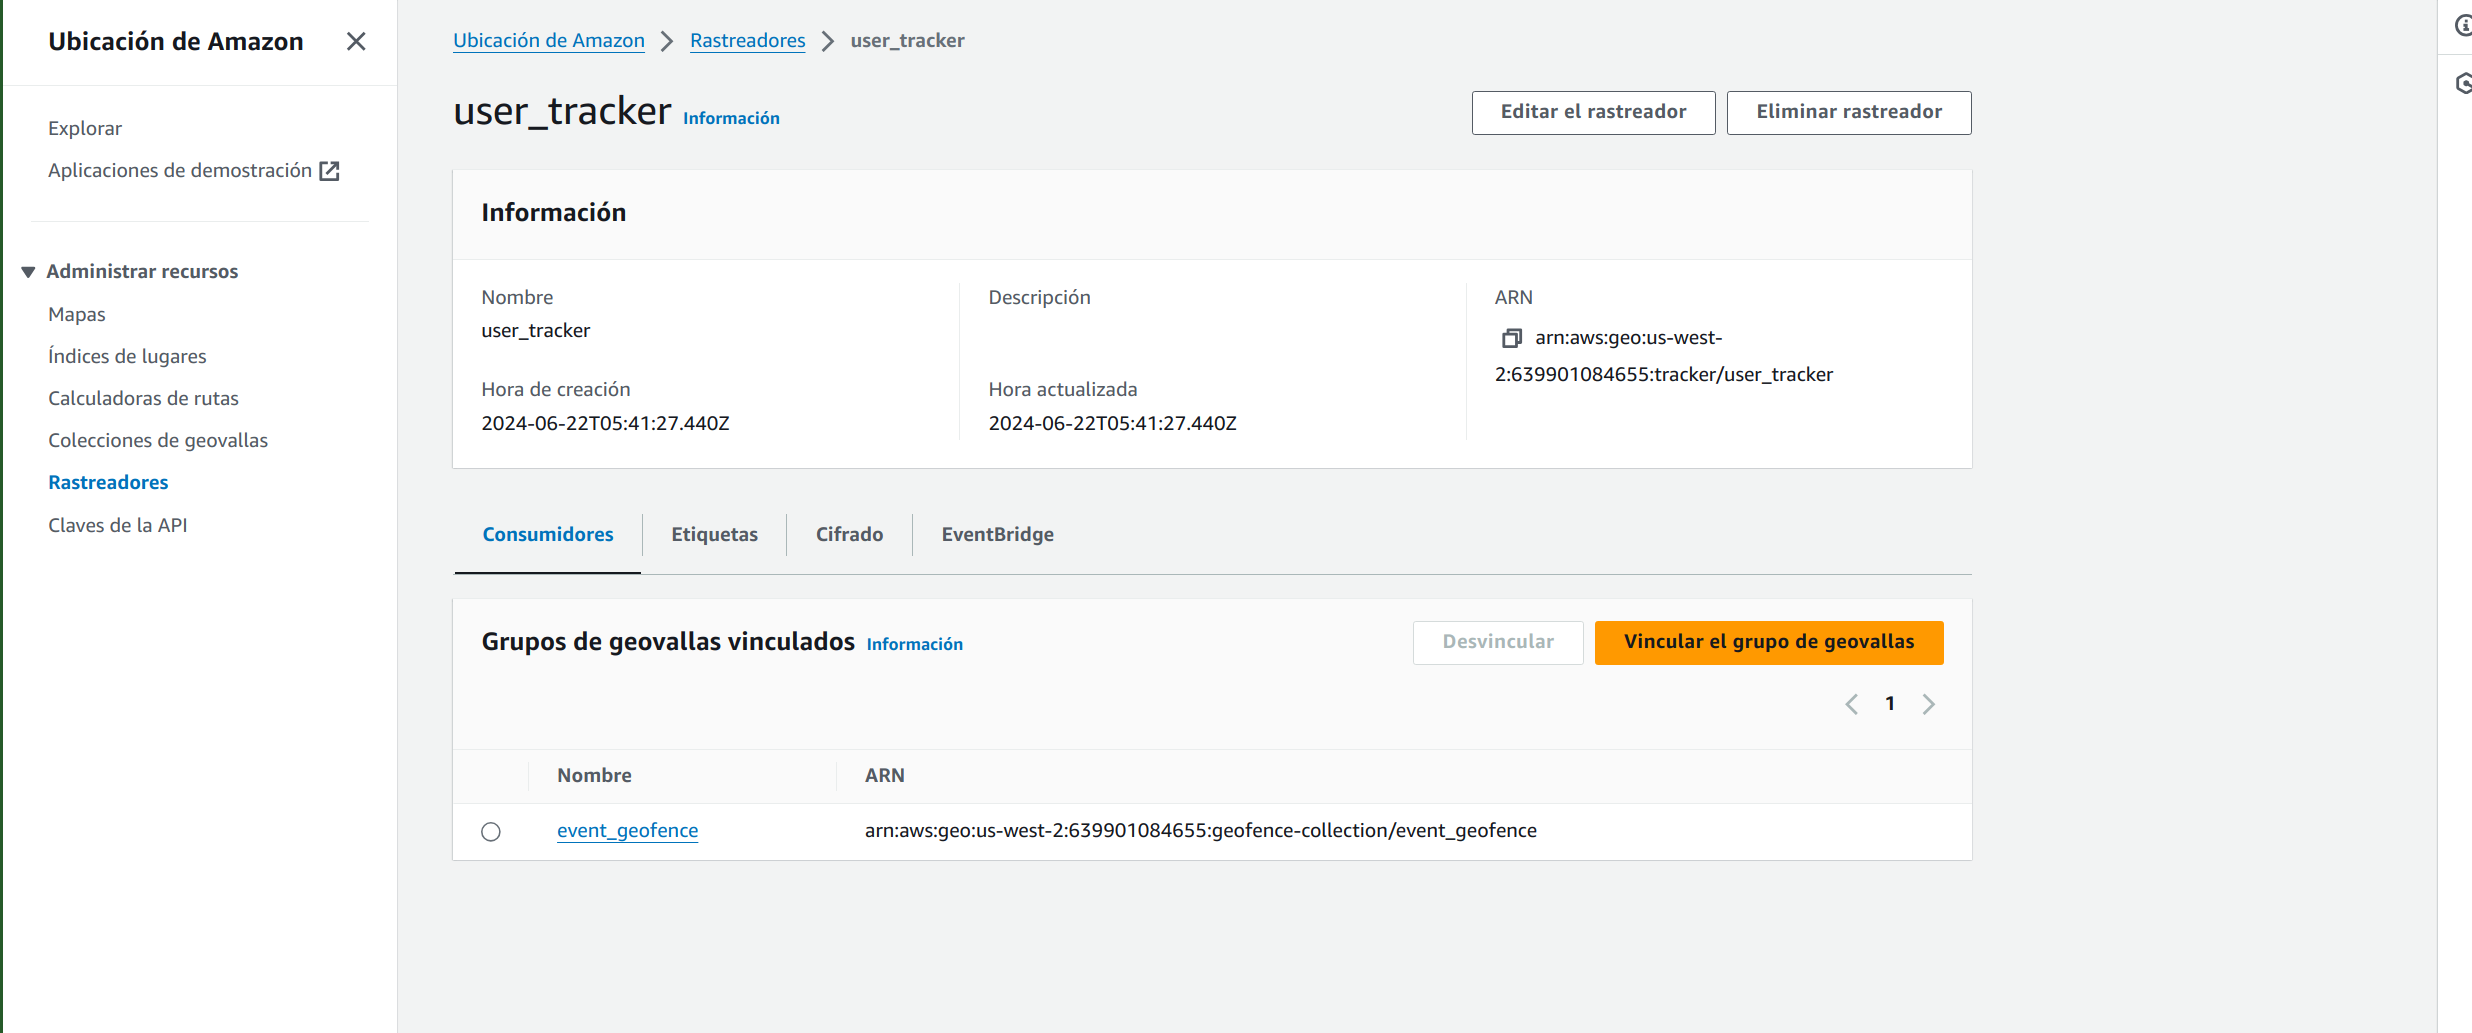 Ubicación de Amazon
Explorar
Aplicaciones de demostración
Administrar recursos
Mapas
Índices de lugares
Calculadoras de rutas
Colecciones de geovallas
Rastreadores
Claves de la API
Ubicación de Amazon > Rastreadores > user_tracker
user_tracker Información
Editar el rastreador
Eliminar rastreador
Información
Nombre
user_tracker
Hora de creación
2024-06-22T05:41:27.440Z
Descripción
Hora actualizada
2024-06-22T05:41:27.440Z
ARN
arn:aws:geo:us-west-
2:639901084655:tracker/user_tracker
Consumidores Etiquetas Cifrado EventBridge
Grupos de geovallas vinculados Información
Desvincular
Vincular el grupo de geovallas
1
Nombre ARN
event_geofence arn:aws:geo:us-west-2:639901084655:geofence-collection/event_geofence